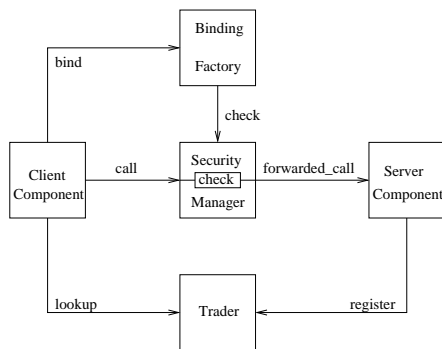 Binding
Factory
bind
check
Client
Component
call
Security
check
Manager
forwarded_call
Server
Component
lookup
Trader
register